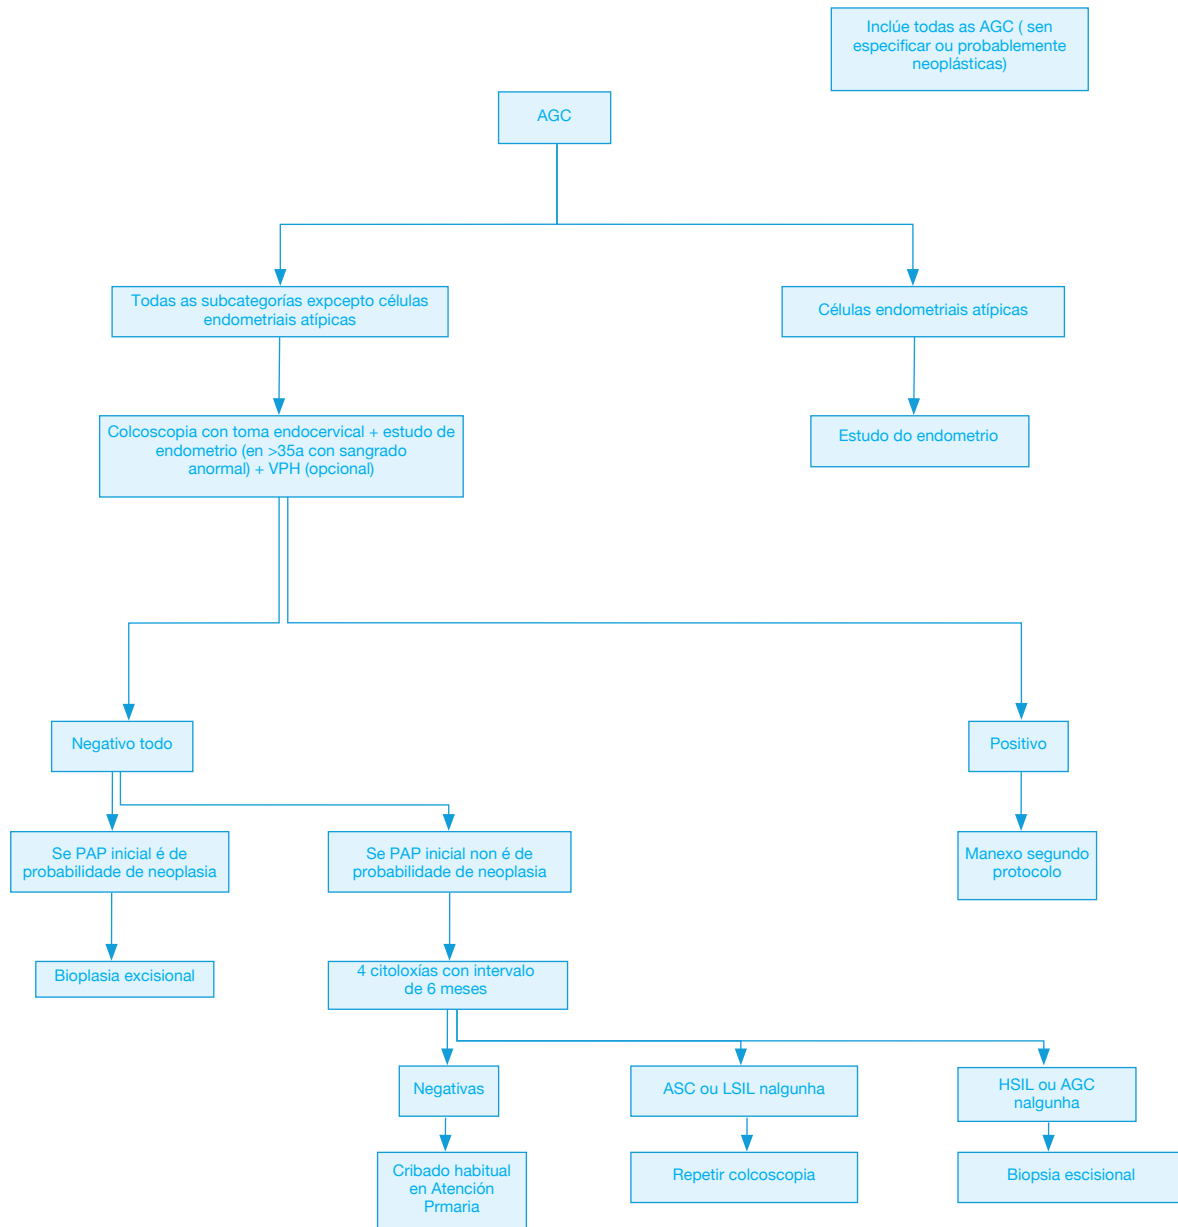 Inclúe todas as AGC ( sen
especificar ou probablemente
neoplásticas)
AGC
Todas as subcategorías expcepto células
endometriais atípicas
Células endometriais atípicas
Colcoscopia con toma endocervical + estudo de
endometrio (en >35a con sangrado
anormal) + VPH (opcional)
Estudo do endometrio
Negativo todo
Positivo
Se PAP inicial é de
probabilidade de neoplasia
Se PAP inicial non é de
probabilidade de neoplasia
Manexo segundo
protocolo
Bioplasia excisional
4 citoloxías con intervalo
de 6 meses
Negativas
ASC ou LSIL nalgunha
HSIL ou AGC
nalgunha
Cribado habitual
en Atención
Prmaria
Repetir colcoscopia
Biopsia escisional